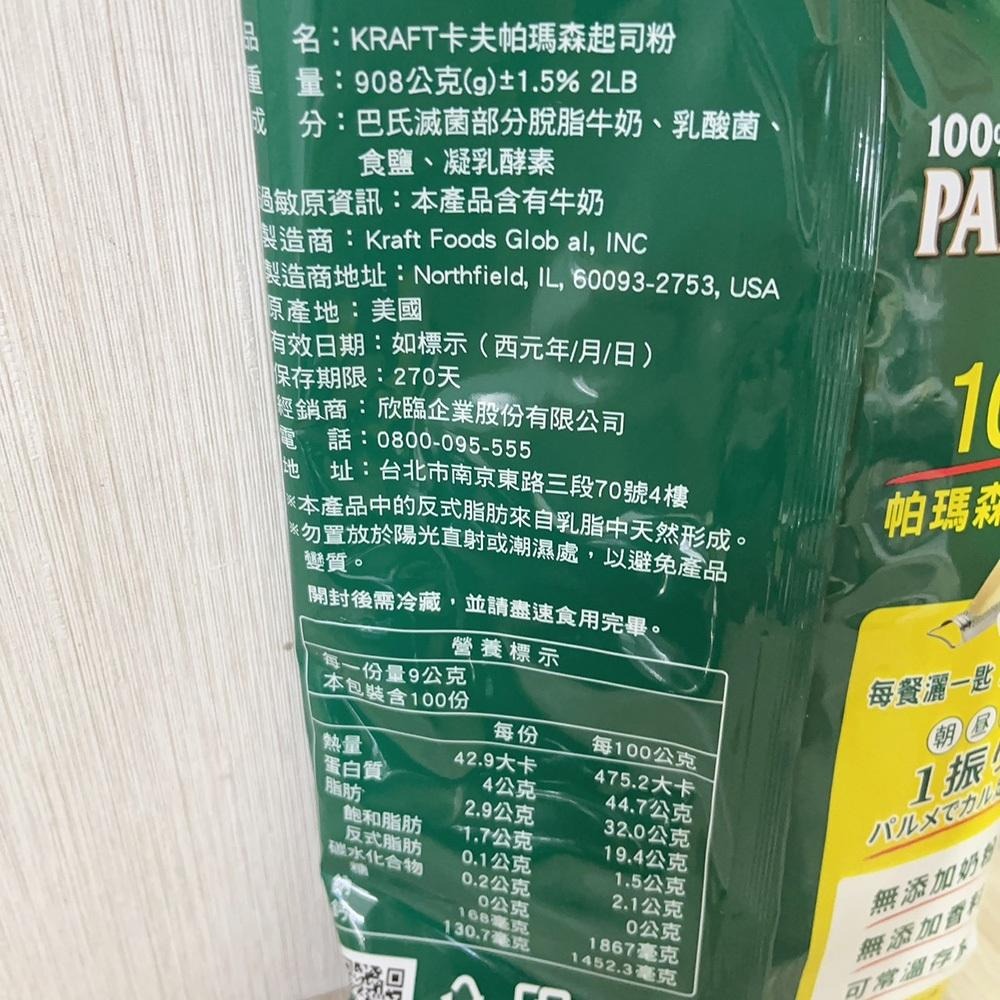 品 名：KRAFT卡夫帕瑪森起司粉
重 量：908公克(g)±1.5% 2LB
成 分：巴氏滅菌部分脫脂牛奶、乳酸菌、
食鹽、凝乳酵素
過敏原資訊：本產品含有牛奶
製造商：Kraft Foods Glob al, INC
製造商地址：Northfield, IL, 60093-2753, USA
原產地：美國
有效日期：如標示（西元年/月/日）
保存期限：270天
經銷商：欣臨企業股份有限公司
電 話：0800-095-555
地 址：台北市南京東路三段70號4樓
※本產品中的反式脂肪來自乳脂中天然形成。
※勿置放於陽光直射或潮濕處，以避免產品
變質。
開封後需冷藏，並請盡速食用完畢。
營養標示
每一份量9公克
本包裝含100份
每份 每100公克
熱量 42.9大卡 475.2大卡
蛋白質 4公克 44.7公克
脂肪 2.9公克 32.0公克
飽和脂肪 1.7公克 19.4公克
反式脂肪 0.1公克 1.5公克
碳水化合物 0.2公克 2.1公克
糖 0公克 0公克
168毫克 1867毫克
130.7毫克 1452.3毫克
100%
PA
10
帕瑪森
每餐灑一匙
朝 昼
1振
パルメでカル
無添加奶粉
無添加香料
可常溫存